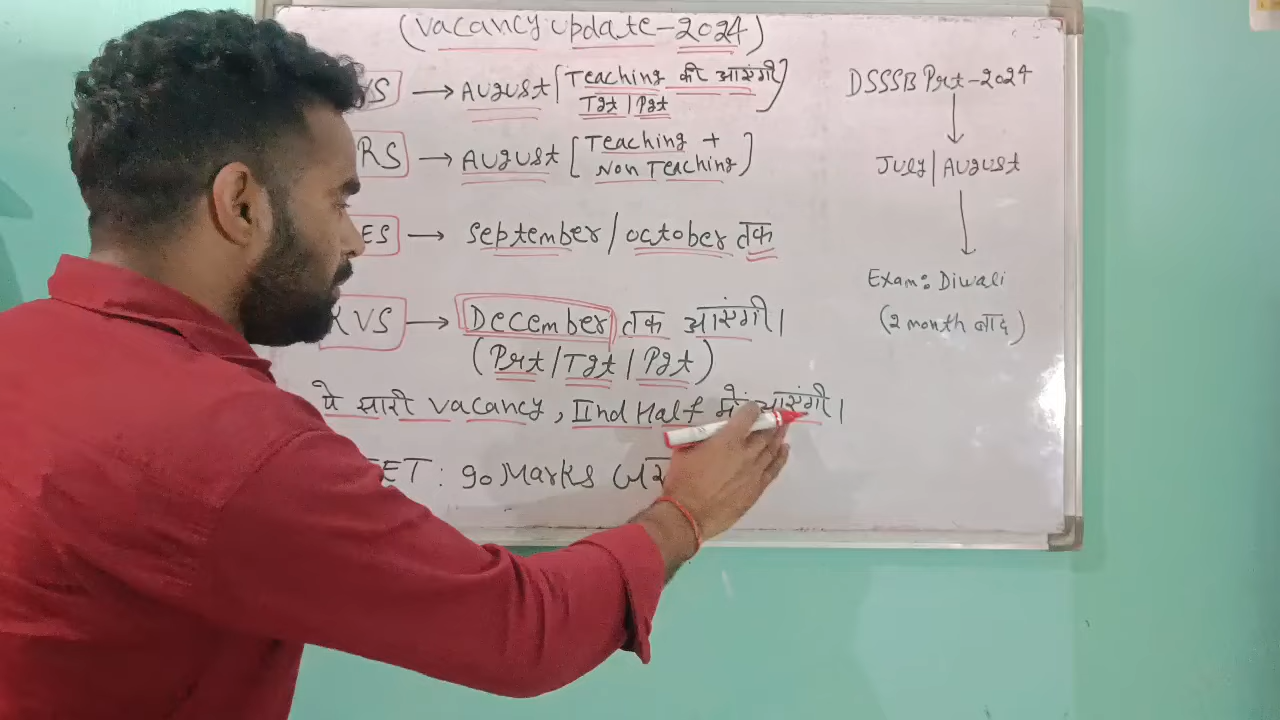 (Vacancy update-2024)
VS → August [Teaching की आएंगी
Tgt | Pgt]
RS → August [Teaching +
Non Teaching]
ES → September / October तक
KVS → December तक आएंगी।
(Prt / Tgt / Pgt)
ये सारी Vacancy, IInd Half में आएंगी।
ET : 90 Marks
DSSSB Prt-2024
July | August
Exam: Diwali
(2 month बाद)